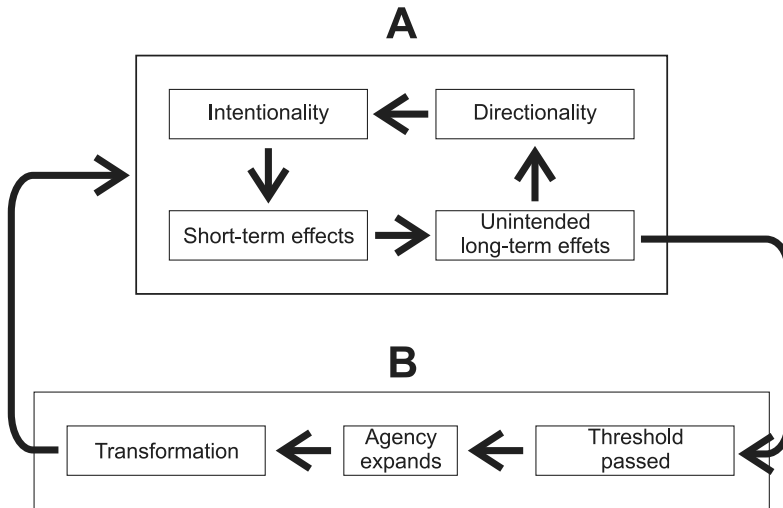 A
Intentionality
Directionality
Short-term effects
Unintended
long-term effets
B
Transformation
Agency
expands
Threshold
passed